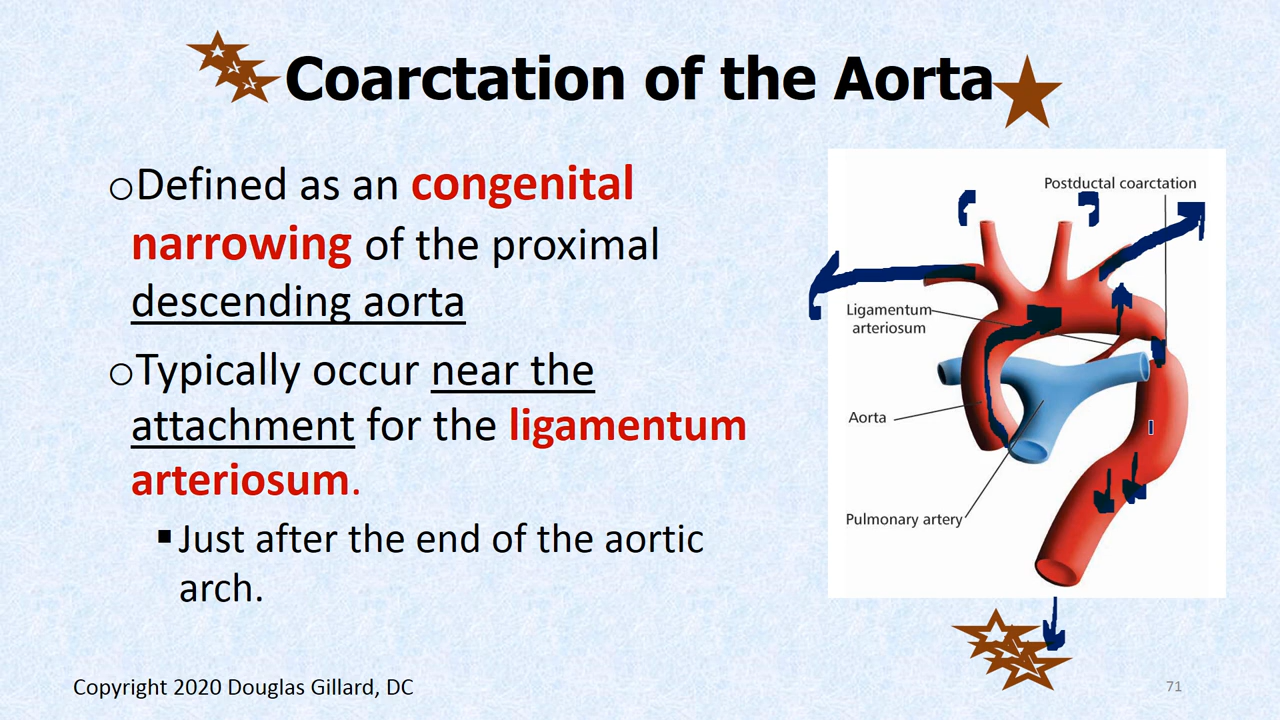 Coarctation of the Aorta
oDefined as an congenital
narrowing of the proximal
descending aorta
oTypically occur near the
attachment for the ligamentum
arteriosum.
▪Just after the end of the aortic
arch.
Postductal coarctation
Ligamentum
arteriosum
Aorta
Pulmonary artery
Copyright 2020 Douglas Gillard, DC
71